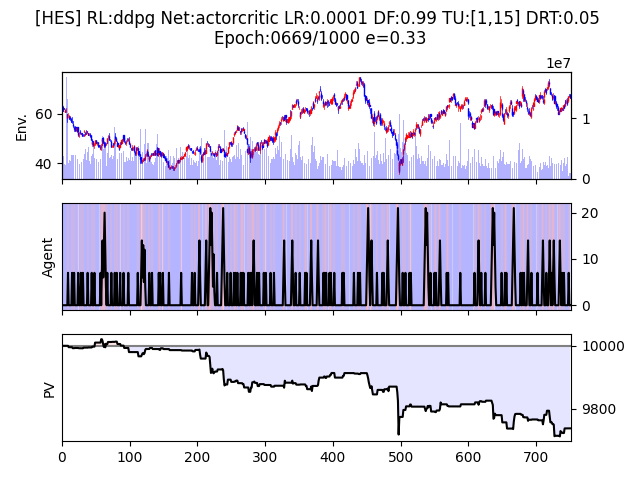 [HES] RL:ddpg Net:actorcritic LR:0.0001 DF:0.99 TU:[1,15] DRT:0.05
Epoch:0669/1000 e=0.33
1e7
Env.
60
40
1
0
Agent
20
10
0
PV
10000
9800
0 100 200 300 400 500 600 700